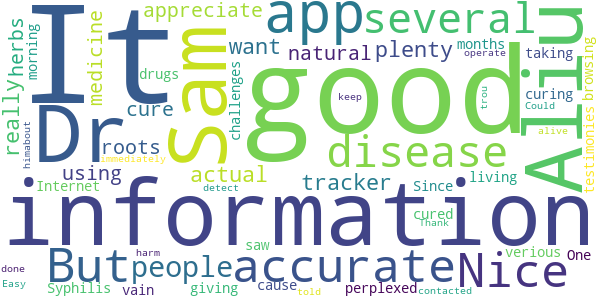 appreciate
app
several
It
good
Aliu
Sam
herbs
morning
really
medicine
drugs
want
natural
plenty
months
operate
taking
browsing
challenges
cure
Dr
roots
keep
trou
curing
Could
disease
testimonies
alive
himabout
using
immediately
actual
Internet
detect
tracker
Since
living
information
cured
Thank
saw
But
people
accurate
Nice
verious
One
harm
done
Easy
Syphilis
vain
giving
cause
told
perplexed
contacted